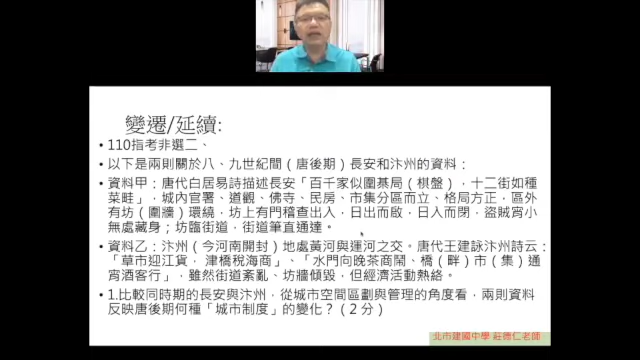 變遷/延續:
• 110指考非選二、
• 以下是兩則關於八、九世紀間（唐後期）長安和汴州的資料：
• 資料甲：唐代白居易詩描述長安「百千家似圍棊局（棋盤），十二街如種
菜畦」，城內官署、道觀、佛寺、民房、市集分區而立、格局方正，區外
有坊（圍牆）環繞，坊上有門稽查出入，日出而啟，日入而閉，盜賊宵小
無處藏身；坊臨街道，街道筆直通達。
• 資料乙：汴州（今河南開封）地處黃河與運河之交。唐代王建詠汴州詩云：
「草市迎江貨， 津橋稅海商」、「水門向晚茶商鬧、橋（畔）市（集）通
宵酒客行」，雖然街道紊亂、坊牆傾毀，但經濟活動熱絡。
• 1.比較同時期的長安與汴州，從城市空間區劃與管理的角度看，兩則資料
反映唐後期何種「城市制度」的變化？（2 分）
北市建國中學 莊德仁老師